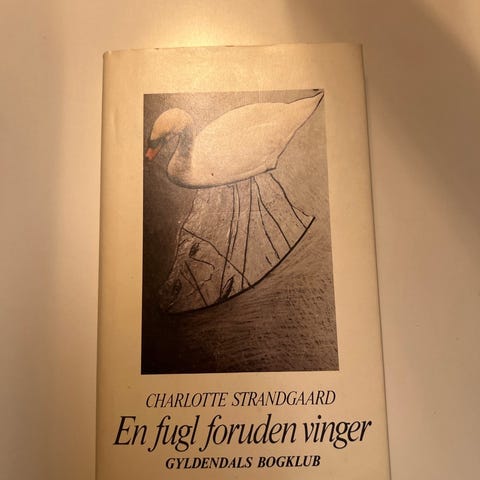 CHARLOTTE STRANDGAARD
En fugl foruden vinger
GYLDENDALS BOGKLUB